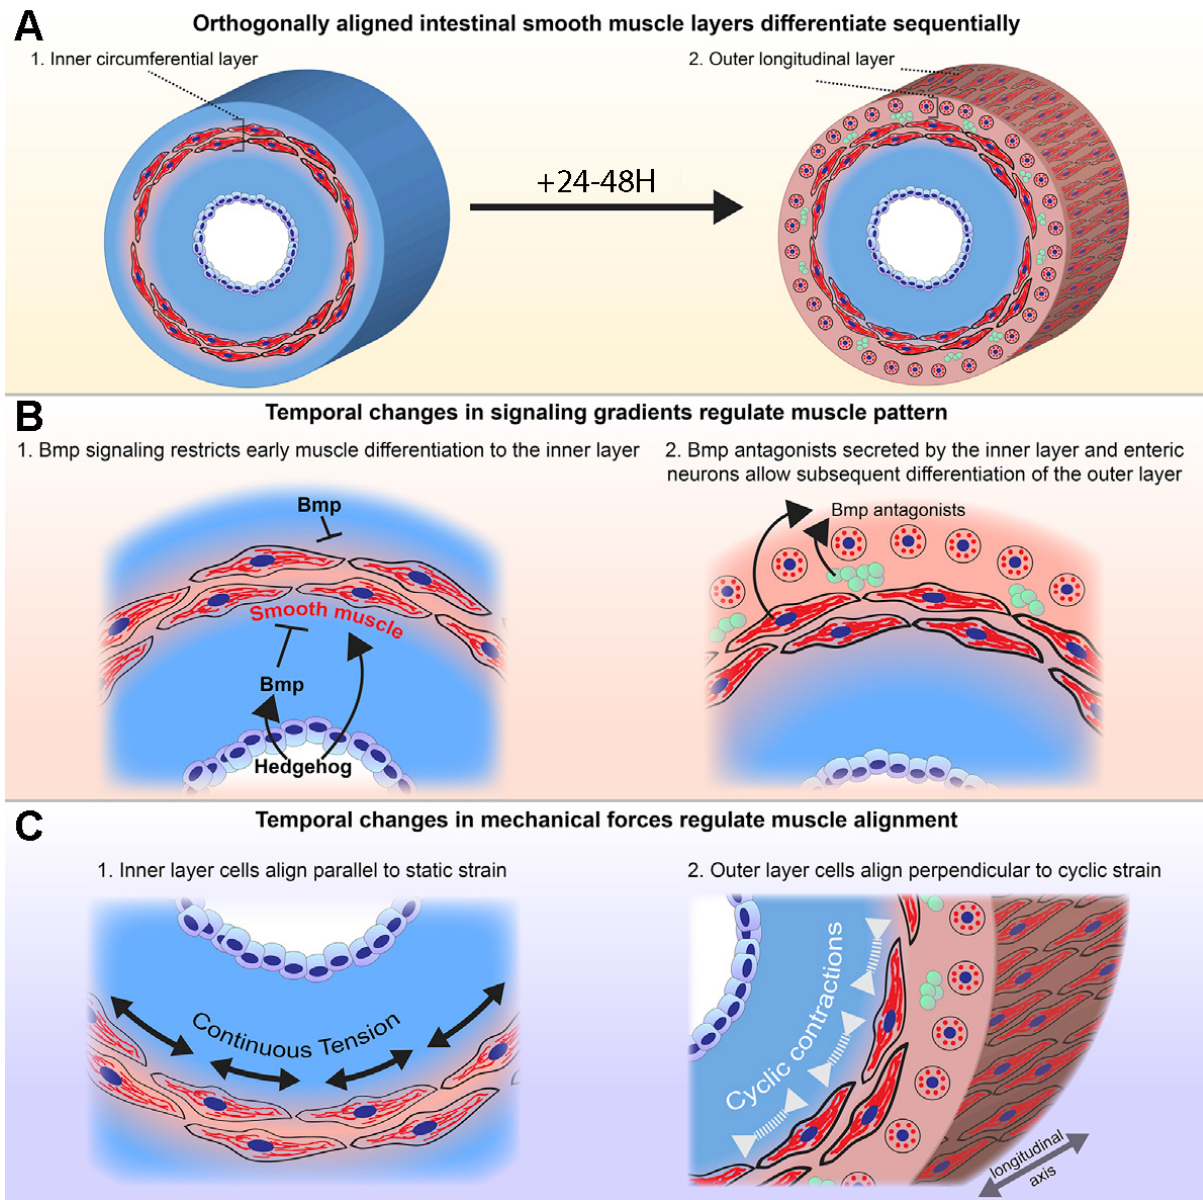 A
Orthogonally aligned intestinal smooth muscle layers differentiate sequentially
1. Inner circumferential layer
2. Outer longitudinal layer
+24-48H
B
Temporal changes in signaling gradients regulate muscle pattern
1. Bmp signaling restricts early muscle differentiation to the inner layer
2. Bmp antagonists secreted by the inner layer and enteric
neurons allow subsequent differentiation of the outer layer
Bmp
Smooth muscle
Bmp
Hedgehog
Bmp antagonists
C
Temporal changes in mechanical forces regulate muscle alignment
1. Inner layer cells align parallel to static strain
2. Outer layer cells align perpendicular to cyclic strain
Continuous Tension
Cyclic contractions
longitudinal
axis